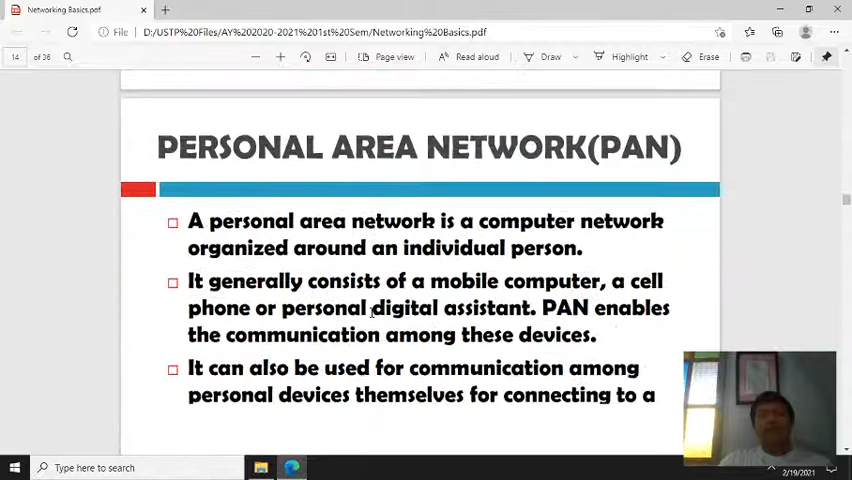 Networking Basics.pdf
File
D:/USTP%20Files/AY%202020-2021%201st%20Sem/Networking%20Basics.pdf
14
of 36
Page view
Read aloud
Draw
Highlight
Erase
PERSONAL AREA NETWORK(PAN)
A personal area network is a computer network
organized around an individual person.
It generally consists of a mobile computer, a cell
phone or personal digital assistant. PAN enables
the communication among these devices.
It can also be used for communication among
personal devices themselves for connecting to a
Type here to search
2/19/2021